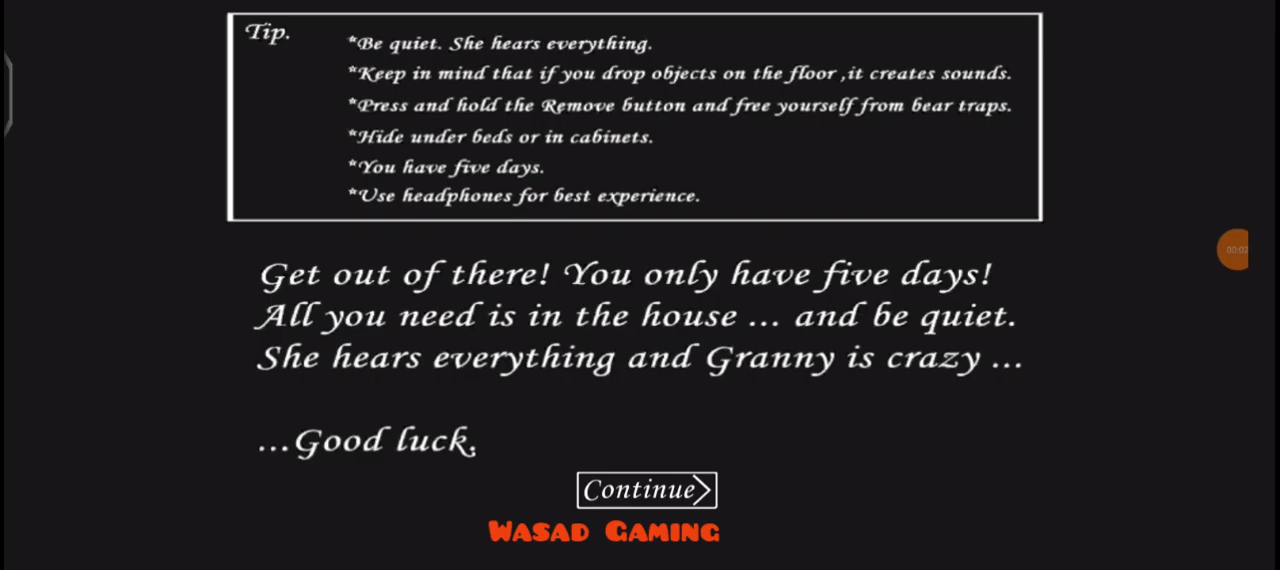 Tip.
*Be quiet. She hears everything.
*Keep in mind that if you drop objects on the floor ,it creates sounds.
*Press and hold the Remove button and free yourself from bear traps.
*Hide under beds or in cabinets.
*You have five days.
*Use headphones for best experience.
00:02
Get out of there! You only have five days!
All you need is in the house ... and be quiet.
She hears everything and Granny is crazy ...
...Good luck.
Continue>
WASAD GAMING